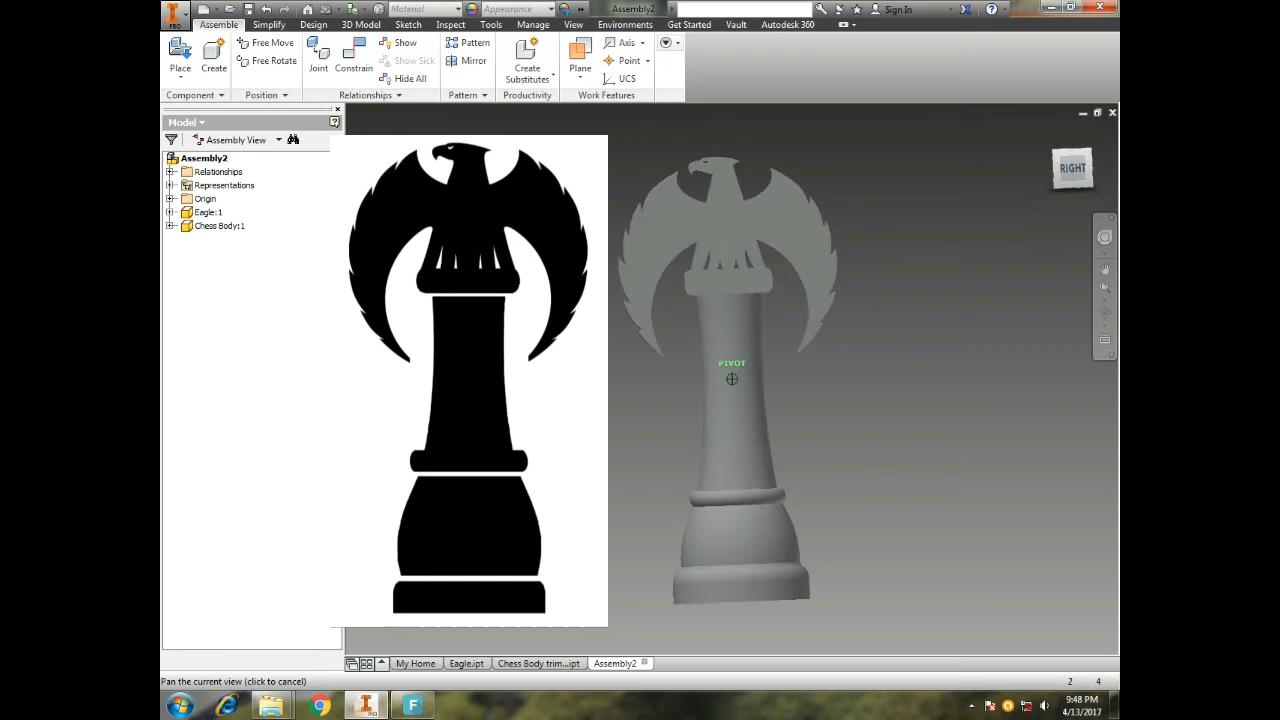 Material
Appearance
Assembly2
Sign In
PRO
Assemble Simplify Design 3D Model Sketch Inspect Tools Manage View Environments Get Started Vault Autodesk 360
Place
Create
Free Move
Free Rotate
Joint
Constrain
Show
Show Sick
Hide All
Pattern
Mirror
Create
Substitutes
Plane
Axis
Point
UCS
Component
Position
Relationships
Pattern
Productivity
Work Features
Model
Assembly View
Assembly2
Relationships
Representations
Origin
Eagle:1
Chess Body:1
RIGHT
PIVOT
My Home
Eagle.ipt
Chess Body trim...ipt
Assembly2
Pan the current view (click to cancel)
2 4
PRO
F
9:48 PM
4/13/2017